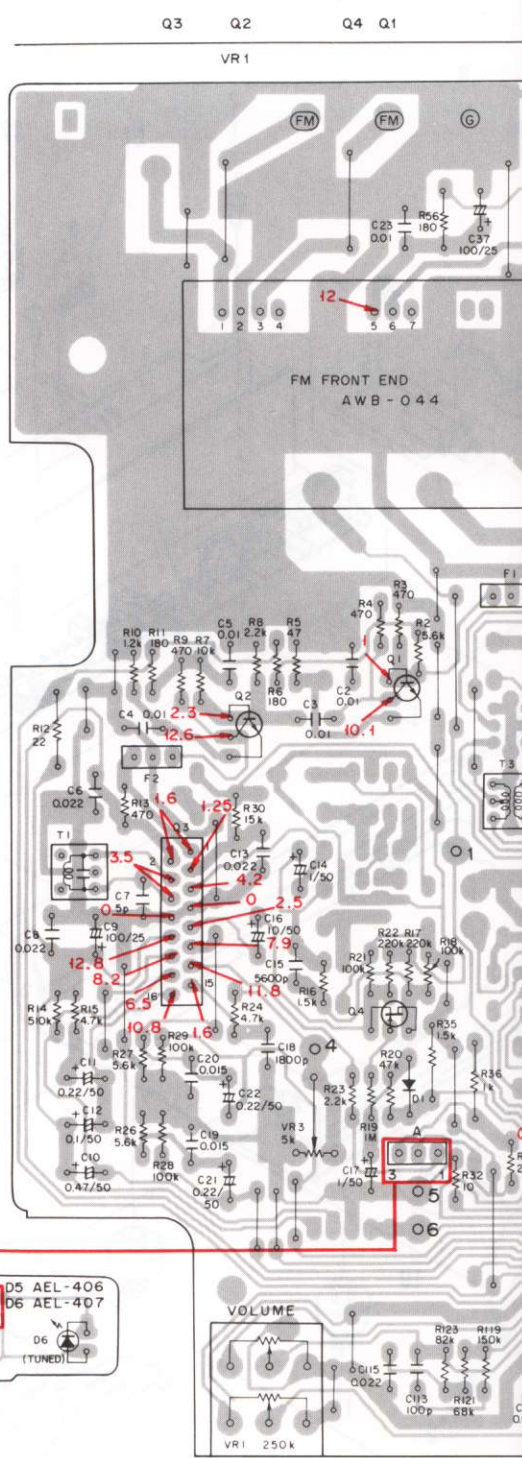 Q3 Q2 Q4 Q1
VR1
FM FM G
C23
0.01
R56
180
C37
100/25
12
1 2 3 4 5 6 7
FM FRONT END
AWB-044
F1
R10
1.2k
R11
180
R9
470
R7
10k
C5
0.01
R8
2.2k
R5
47
R6
180
R4
470
R3
470
R2
5.6k
C2
0.01
1
Q1
10.1
R12
22
C4 0.01
2.3
Q2
12.6
C3
0.01
F2
T3
C6
0.022
R13
470
1.6
Q3
1.25
R30
15k
T1
3.5
2
C13
0.022
C14
1/50
1
4.2
0
C7
0.5p
0
2.5
C8
0.022
C9
100/25
C16
10/50
12.8
7.9
C15
5600p
8.2
R21
100k
R22
220k
R17
220k
R18
100k
R14
510k
R15
4.7k
6.5
16
15
11.8
R16
1.5k
10.8
1.6
R24
4.7k
Q4
R35
1.5k
C11
0.22/50
R27
5.6k
R29
100k
C20
0.015
C18
1800p
4
R20
47k
D1
R36
1k
C22
0.22/50
R23
2.2k
C12
0.1/50
R26
5.6k
C19
0.015
VR3
5k
R19
1M
A
3 1
C10
0.47/50
R28
100k
C21
0.22/
50
C17
1/50
R32
10
5
6
D5 AEL-406
D6 AEL-407
D6
(TUNED)
VOLUME
VR1 250k
C115
0.022
C113
100p
R123
82k
R121
68k
R119
150k